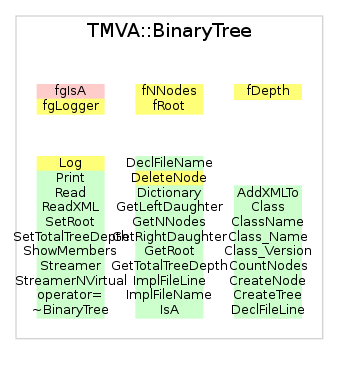 TMVA::BinaryTree
fgIsA
fgLogger
fNNodes
fRoot
fDepth
Log
Print
Read
ReadXML
SetRoot
SetTotalTreeDepth
ShowMembers
Streamer
StreamerNVirtual
operator=
~BinaryTree
DeclFileName
DeleteNode
Dictionary
GetLeftDaughter
GetNNodes
GetRightDaughter
GetRoot
GetTotalTreeDepth
ImplFileLine
ImplFileName
IsA
AddXMLTo
Class
ClassName
Class_Name
Class_Version
CountNodes
CreateNode
CreateTree
DeclFileLine